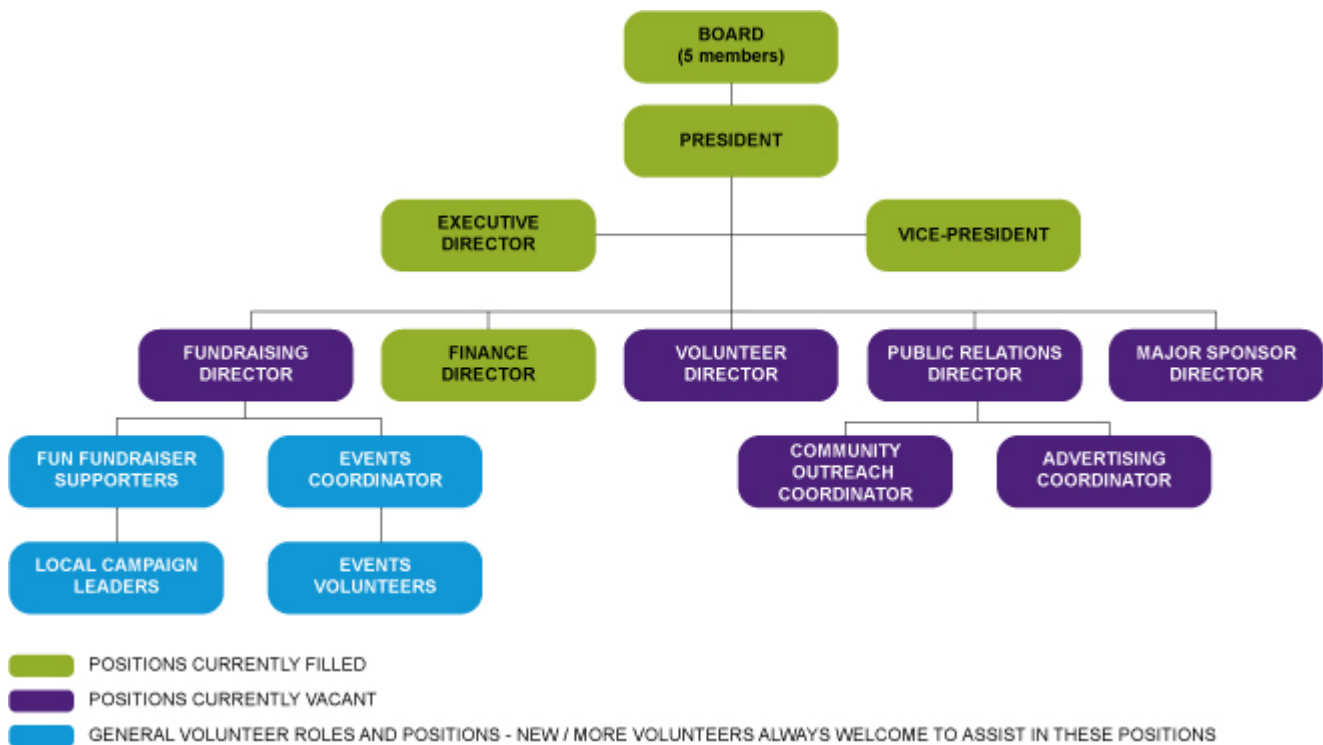 BOARD
(5 members)
PRESIDENT
EXECUTIVE
DIRECTOR
VICE-PRESIDENT
FUNDRAISING
DIRECTOR
FINANCE
DIRECTOR
VOLUNTEER
DIRECTOR
PUBLIC RELATIONS
DIRECTOR
MAJOR SPONSOR
DIRECTOR
FUN FUNDRAISER
SUPPORTERS
EVENTS
COORDINATOR
COMMUNITY
OUTREACH
COORDINATOR
ADVERTISING
COORDINATOR
LOCAL CAMPAIGN
LEADERS
EVENTS
VOLUNTEERS
POSITIONS CURRENTLY FILLED
POSITIONS CURRENTLY VACANT
GENERAL VOLUNTEER ROLES AND POSITIONS - NEW / MORE VOLUNTEERS ALWAYS WELCOME TO ASSIST IN THESE POSITIONS